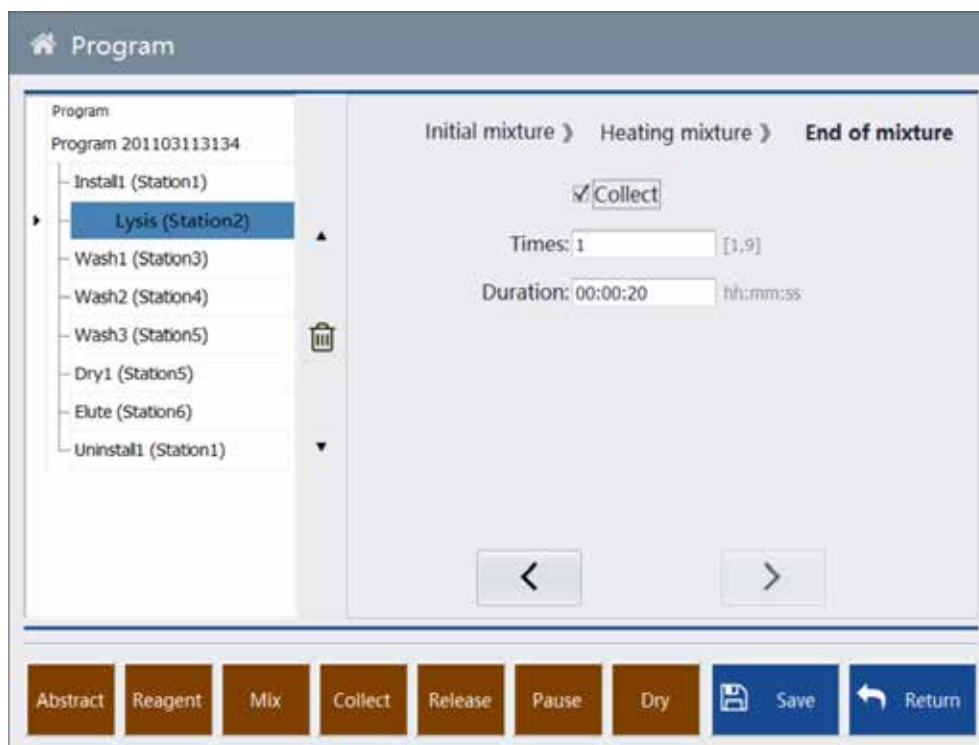 Program
Program
Program 201103113134
Install1 (Station1)
Lysis (Station2)
Wash1 (Station3)
Wash2 (Station4)
Wash3 (Station5)
Dry1 (Station5)
Elute (Station6)
Uninstall1 (Station1)
Initial mixture ❭ Heating mixture ❭ End of mixture
Collect
Times: 1 [1,9]
Duration: 00:00:20 hh:mm:ss
Abstract Reagent Mix Collect Release Pause Dry Save Return